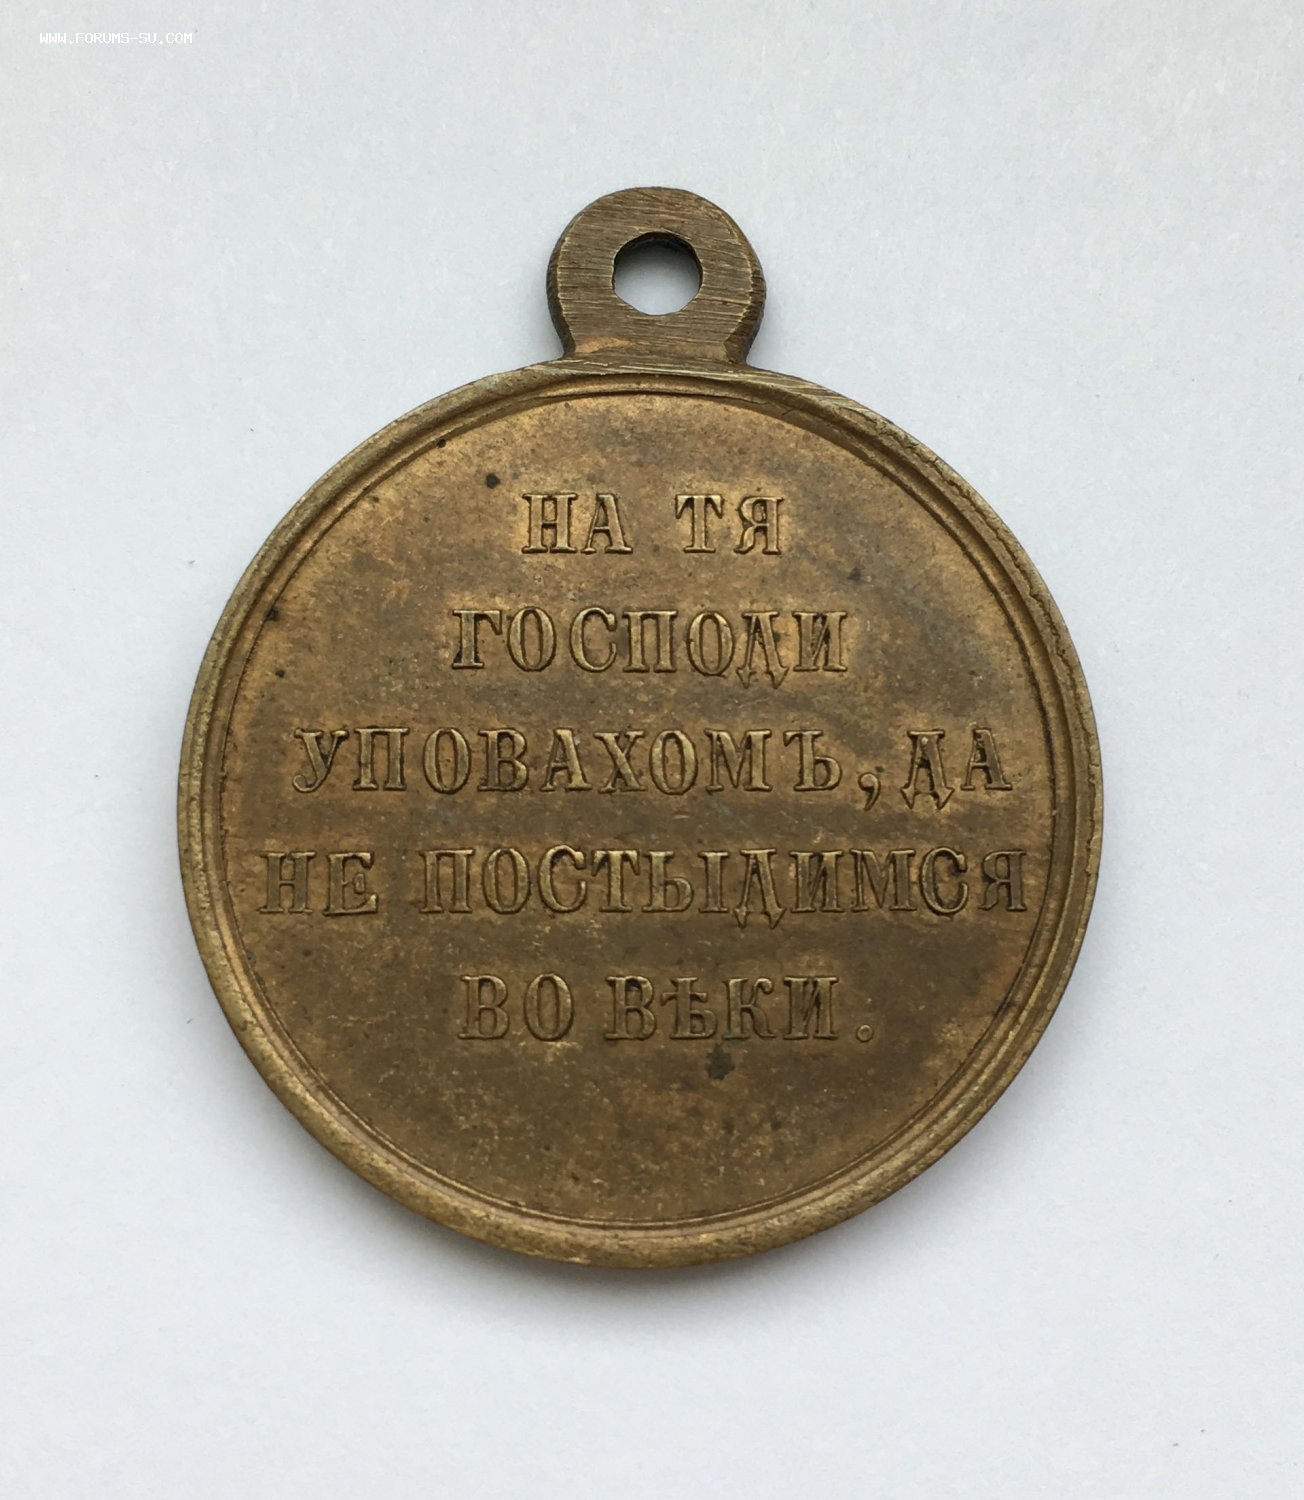 WWW.FORUMS-SU.COM
НА ТЯ
ГОСПОДИ
УПОВАХОМЪ, ДА
НЕ ПОСТЫДИМСЯ
ВО ВѢКИ.